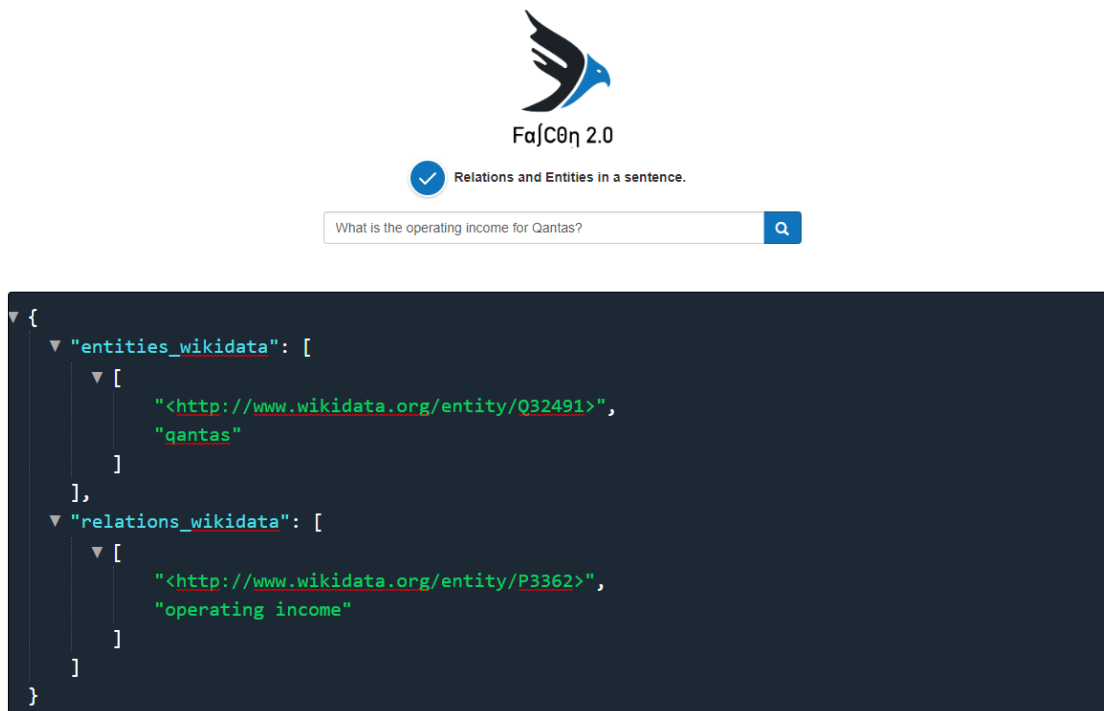 Fα∫Cθη 2.0
Relations and Entities in a sentence.
What is the operating income for Qantas?
{
"entities_wikidata": [
[
"<http://www.wikidata.org/entity/Q32491>",
"qantas"
]
],
"relations_wikidata": [
[
"<http://www.wikidata.org/entity/P3362>",
"operating income"
]
]
}